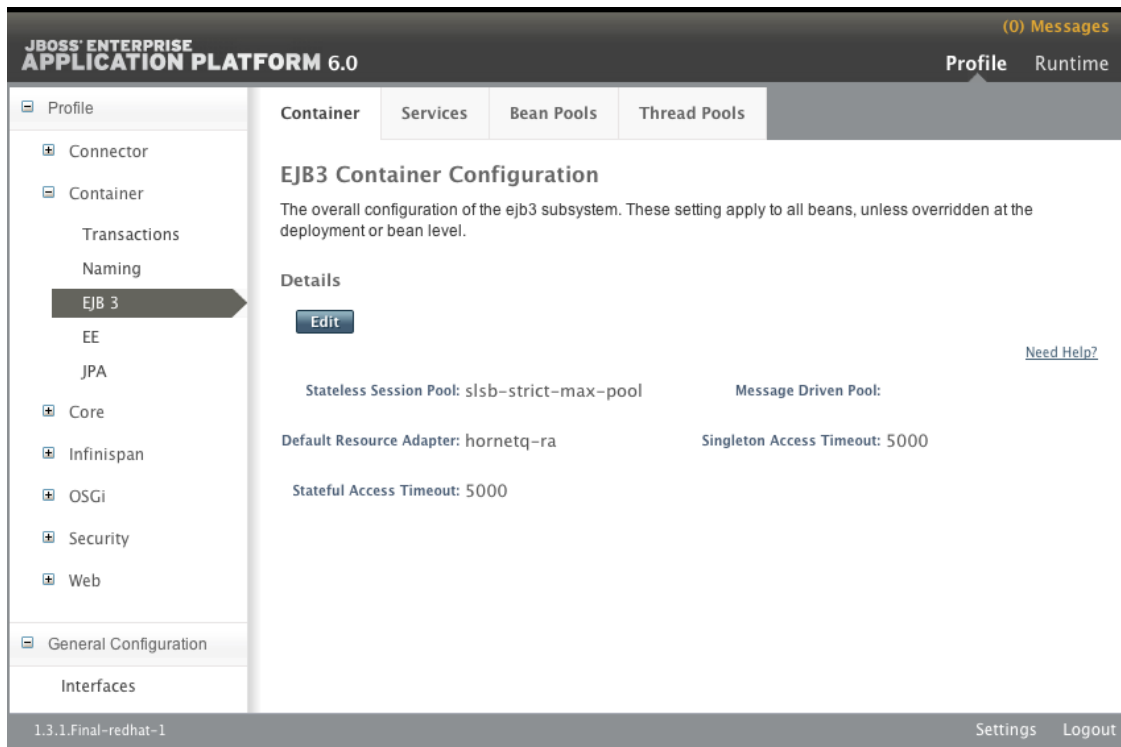 (0) Messages
JBOSS' ENTERPRISE
APPLICATION PLATFORM 6.0
Profile Runtime
Profile
Connector
Container
Transactions
Naming
EJB 3
EE
JPA
Core
Infinispan
OSGi
Security
Web
General Configuration
Interfaces
Container Services Bean Pools Thread Pools
EJB3 Container Configuration
The overall configuration of the ejb3 subsystem. These setting apply to all beans, unless overridden at the
deployment or bean level.
Details
Edit
Need Help?
Stateless Session Pool: slsb-strict-max-pool Message Driven Pool:
Default Resource Adapter: hornetq-ra Singleton Access Timeout: 5000
Stateful Access Timeout: 5000
1.3.1.Final-redhat-1 Settings Logout